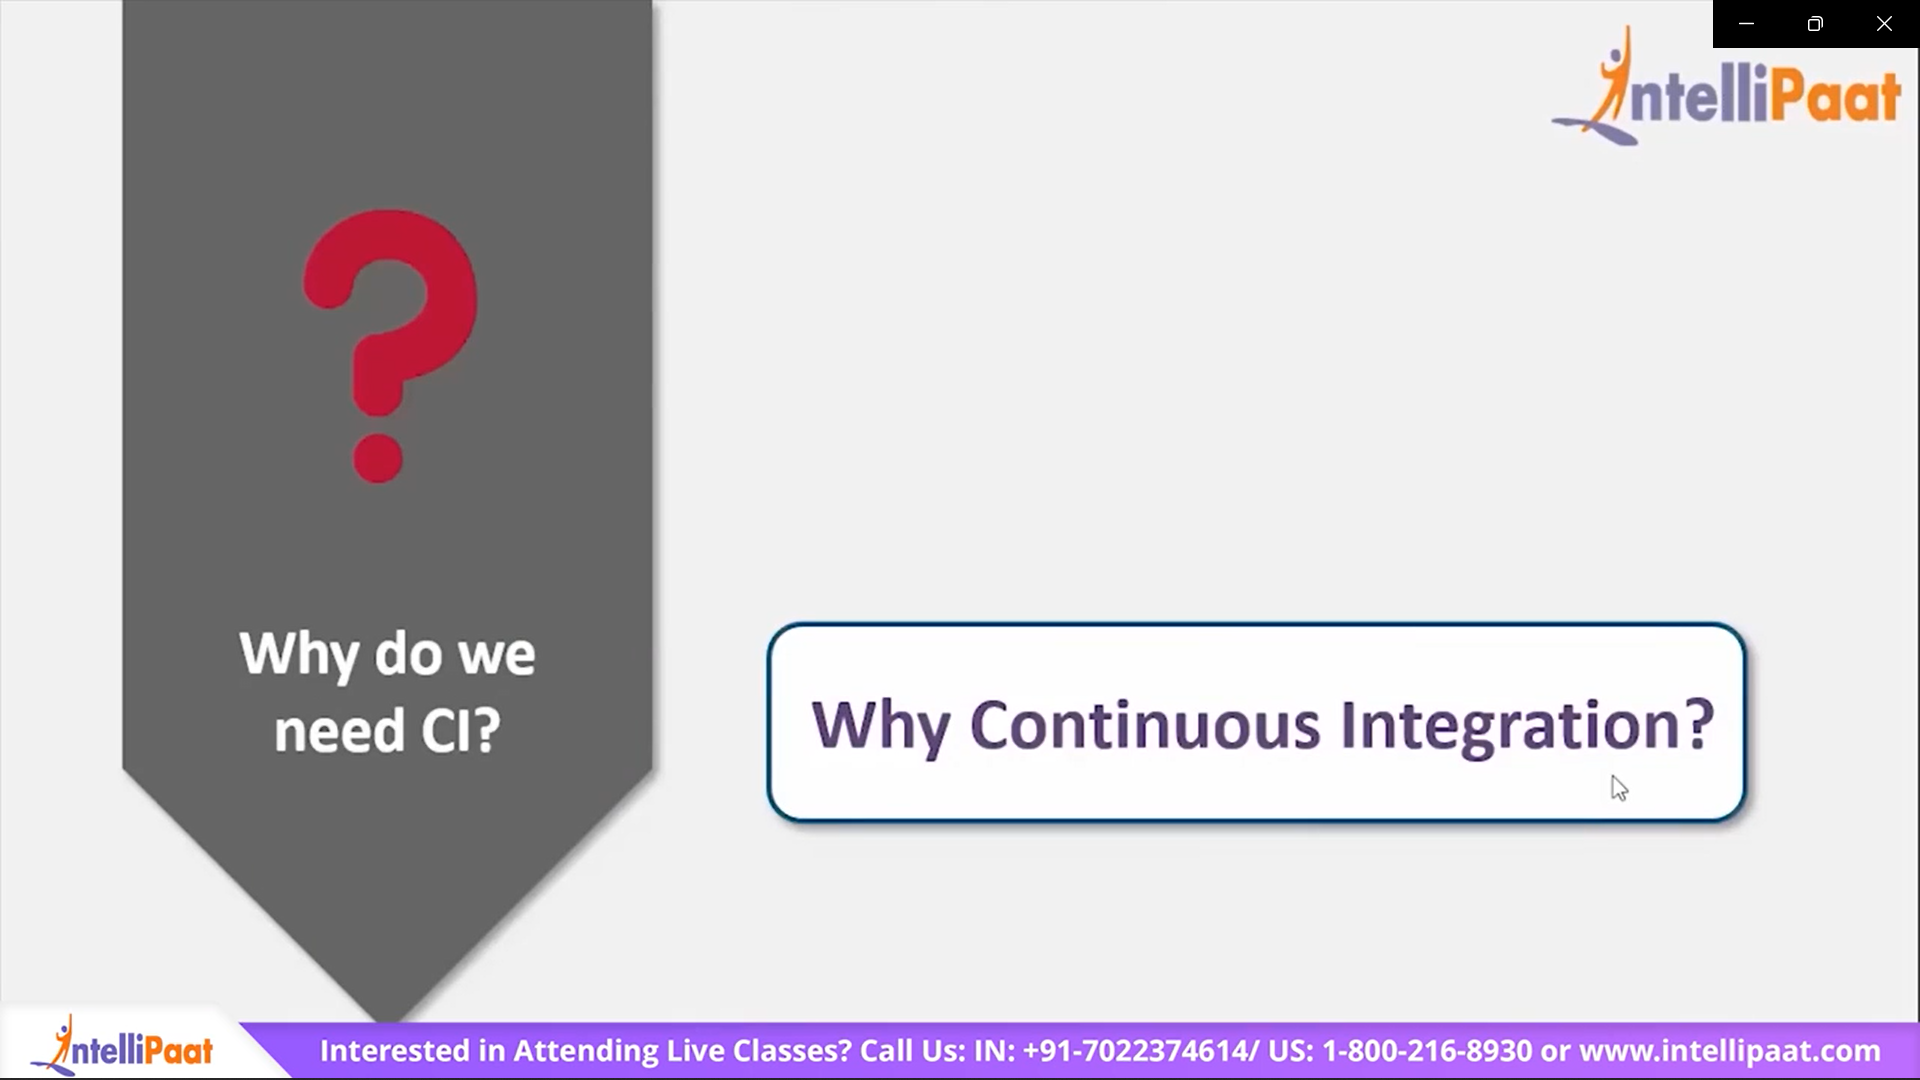 IntelliPaat
Why do we
need CI?
Why Continuous Integration?
IntelliPaat
Interested in Attending Live Classes? Call Us: IN: +91-7022374614/ US: 1-800-216-8930 or www.intellipaat.com